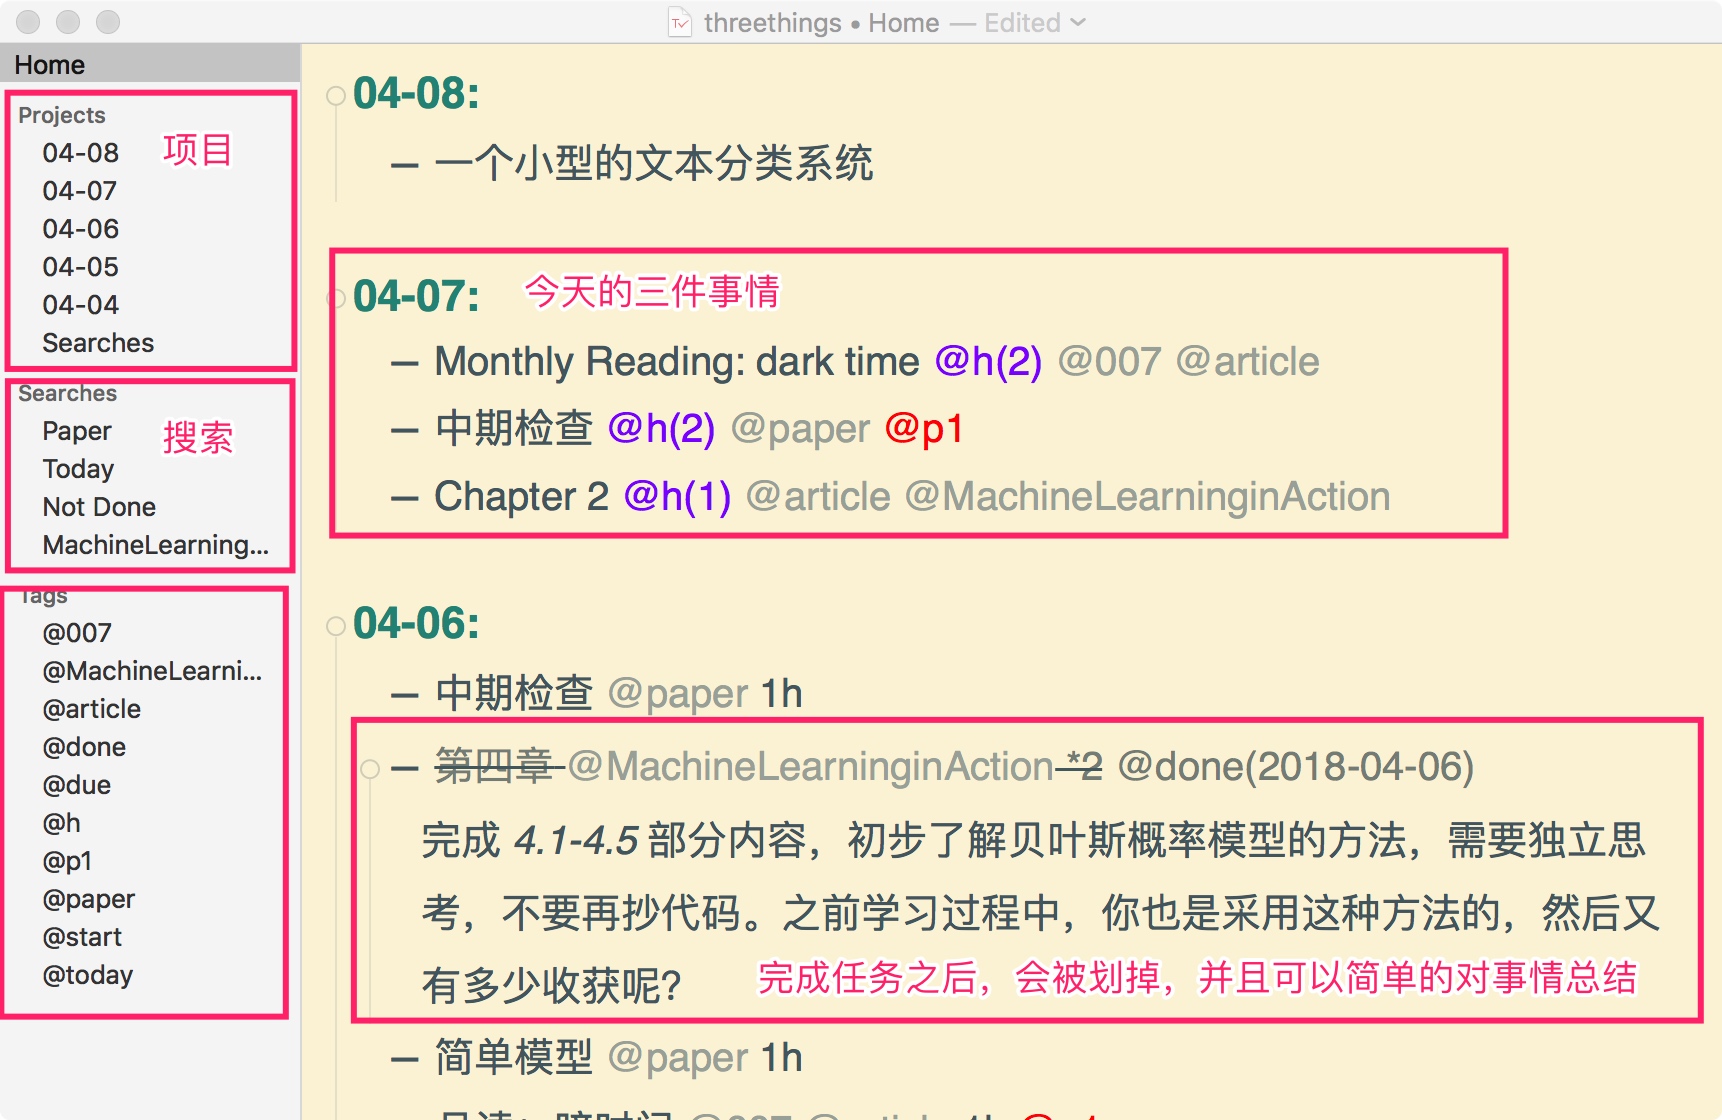 threethings • Home — Edited
Home
Projects
04-08
项目
04-07
04-06
04-05
04-04
Searches
Searches
Paper
搜索
Today
Not Done
MachineLearning...
Tags
@007
@MachineLearni...
@article
@done
@due
@h
@p1
@paper
@start
@today
04-08:
– 一个小型的文本分类系统
04-07:
今天的三件事情
– Monthly Reading: dark time @h(2) @007 @article
– 中期检查 @h(2) @paper @p1
– Chapter 2 @h(1) @article @MachineLearninginAction
04-06:
– 中期检查 @paper 1h
– 第四章 @MachineLearninginAction *2 @done(2018-04-06)
完成 4.1-4.5 部分内容，初步了解贝叶斯概率模型的方法，需要独立思
考，不要再抄代码。之前学习过程中，你也是采用这种方法的，然后又
有多少收获呢?
完成任务之后，会被划掉，并且可以简单的对事情总结
– 简单模型 @paper 1h